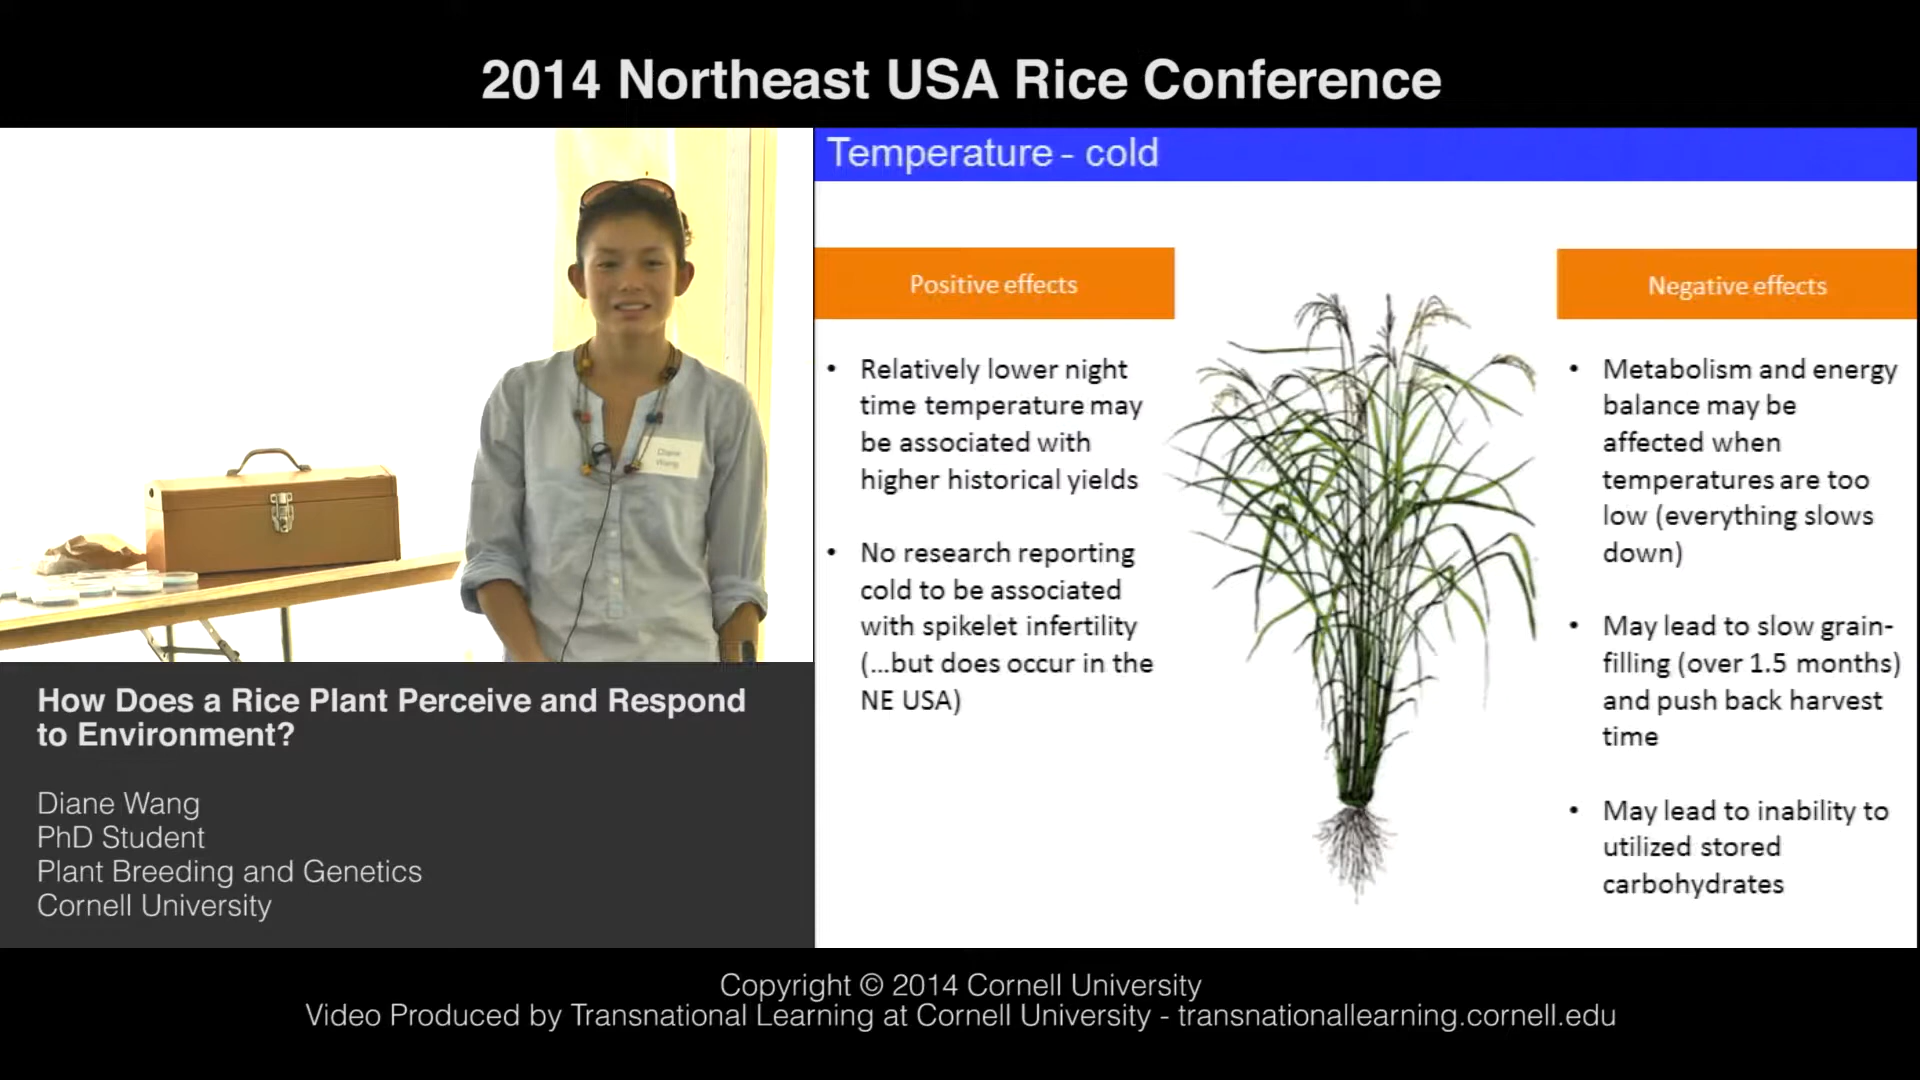 2014 Northeast USA Rice Conference
Diane
Wang
How Does a Rice Plant Perceive and Respond
to Environment?
Diane Wang
PhD Student
Plant Breeding and Genetics
Cornell University
Temperature - cold
Positive effects
• Relatively lower night
time temperature may
be associated with
higher historical yields
• No research reporting
cold to be associated
with spikelet infertility
(...but does occur in the
NE USA)
Negative effects
• Metabolism and energy
balance may be
affected when
temperatures are too
low (everything slows
down)
• May lead to slow grain-
filling (over 1.5 months)
and push back harvest
time
• May lead to inability to
utilized stored
carbohydrates
Copyright © 2014 Cornell University
Video Produced by Transnational Learning at Cornell University - transnationallearning.cornell.edu